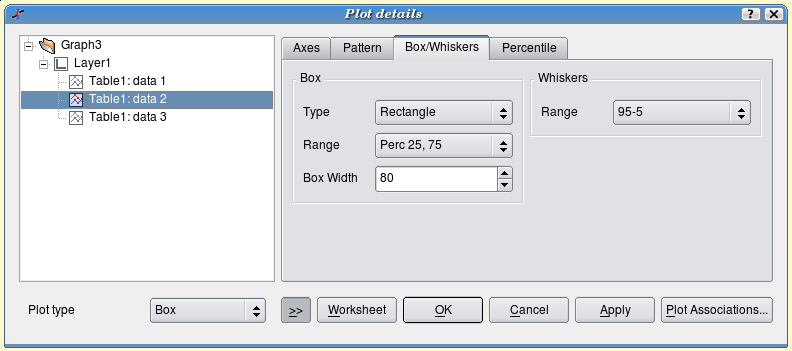 Plot details
Graph3
Layer1
Table1: data 1
Table1: data 2
Table1: data 3
Axes Pattern Box/Whiskers Percentile
Box
Type Rectangle
Range Perc 25, 75
Box Width 80
Whiskers
Range 95-5
Plot type Box >> Worksheet OK Cancel Apply Plot Associations...